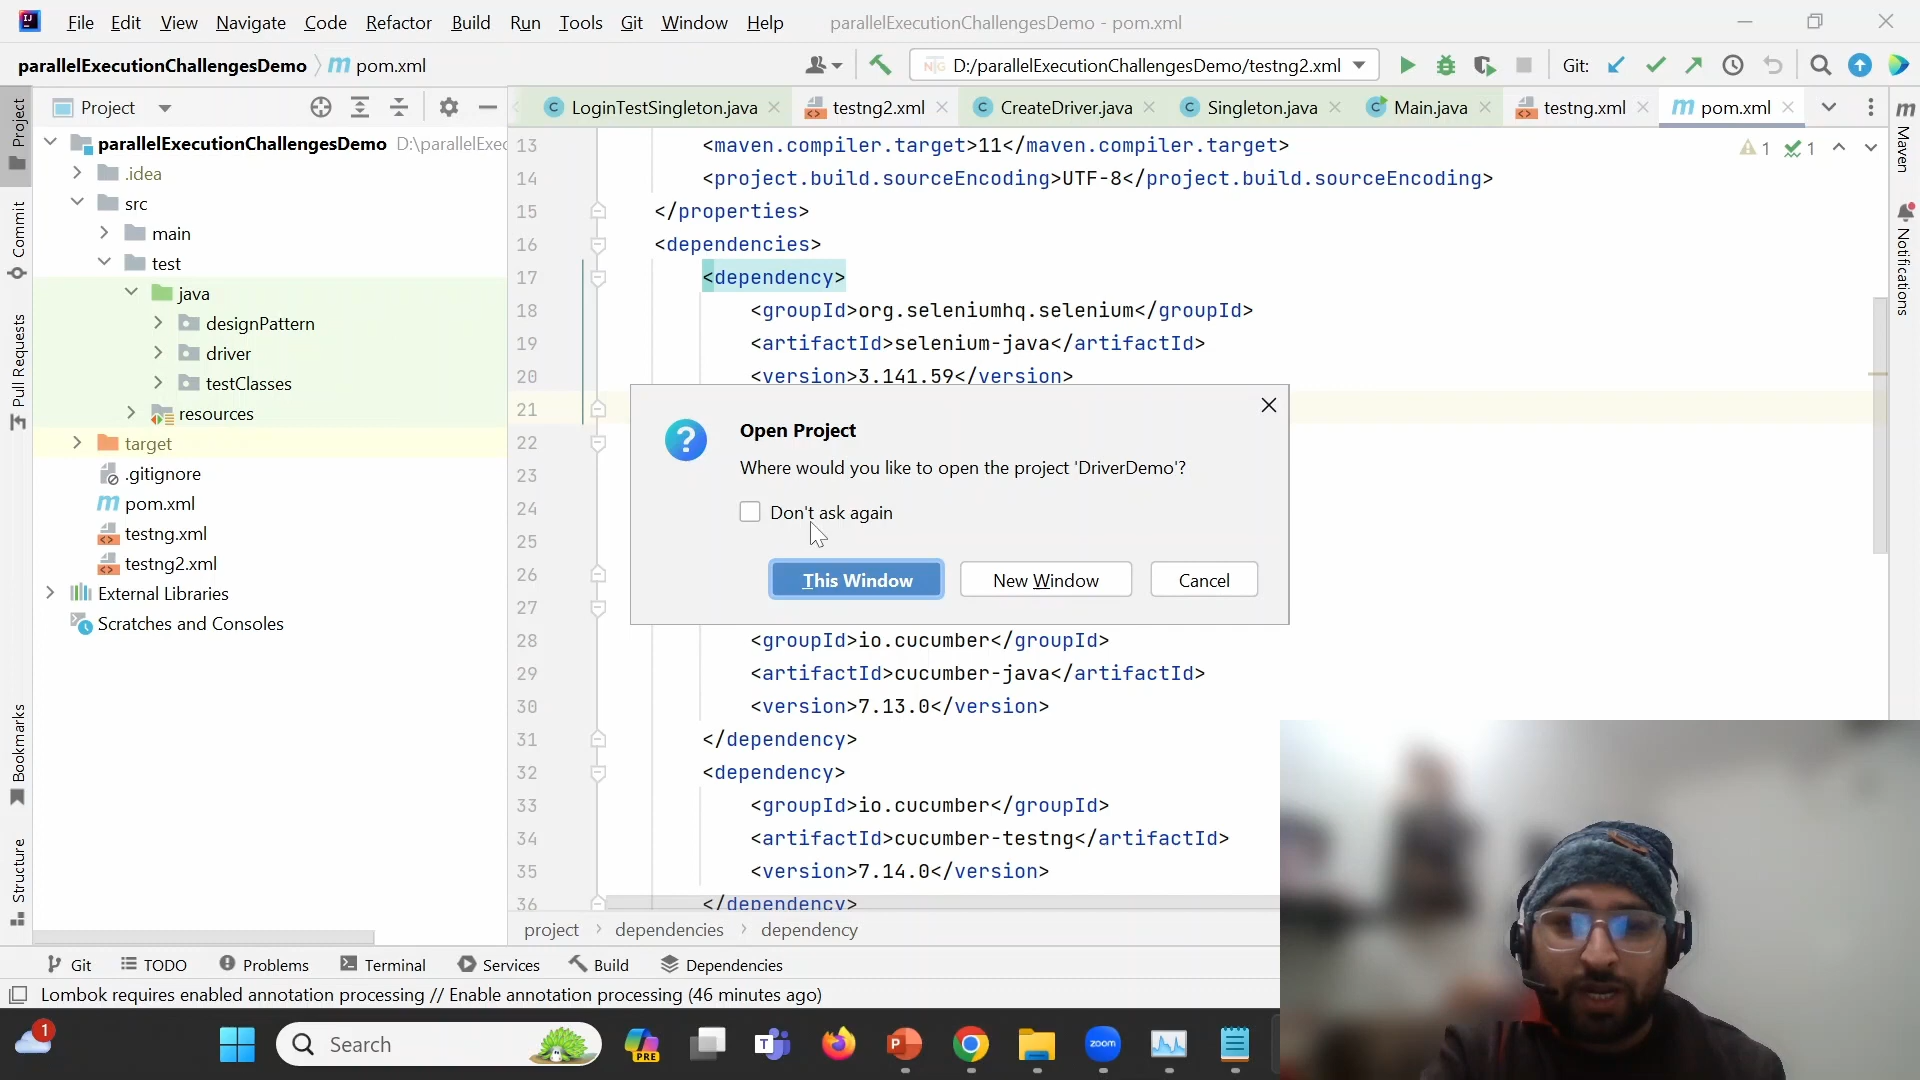 File Edit View Navigate Code Refactor Build Run Tools Git Window Help parallelExecutionChallengesDemo - pom.xml
parallelExecutionChallengesDemo m pom.xml D:/parallelExecutionChallengesDemo/testng2.xml Git:
Project LoginTestSingleton.java testng2.xml CreateDriver.java Singleton.java Main.java testng.xml pom.xml
parallelExecutionChallengesDemo D:\parallelExec
.idea
src
main
test
java
designPattern
driver
testClasses
resources
target
.gitignore
pom.xml
testng.xml
testng2.xml
External Libraries
Scratches and Consoles
Project
Commit
Pull Requests
Bookmarks
Structure
13 <maven.compiler.target>11</maven.compiler.target>
14 <project.build.sourceEncoding>UTF-8</project.build.sourceEncoding>
15 </properties>
16 <dependencies>
17 <dependency>
18 <groupId>org.seleniumhq.selenium</groupId>
19 <artifactId>selenium-java</artifactId>
20 <version>3.141.59</version>
21
22
23
24
25
26
27
28 <groupId>io.cucumber</groupId>
29 <artifactId>cucumber-java</artifactId>
30 <version>7.13.0</version>
31 </dependency>
32 <dependency>
33 <groupId>io.cucumber</groupId>
34 <artifactId>cucumber-testng</artifactId>
35 <version>7.14.0</version>
36 </dependency>
1 1
Maven
Notifications
Open Project
Where would you like to open the project 'DriverDemo'?
Don't ask again
This Window New Window Cancel
project dependencies dependency
Git TODO Problems Terminal Services Build Dependencies
Lombok requires enabled annotation processing // Enable annotation processing (46 minutes ago)
1 Search PRE zoom